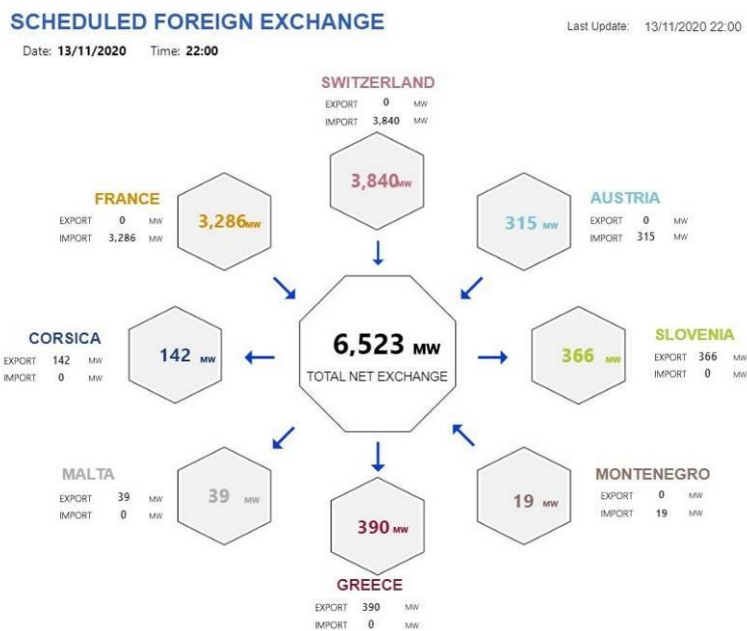 SCHEDULED FOREIGN EXCHANGE
Last Update: 13/11/2020 22:00
Date: 13/11/2020 Time: 22:00
SWITZERLAND
EXPORT 0 MW
IMPORT 3,840 MW
3,840MW
FRANCE
EXPORT 0 MW
IMPORT 3,286 MW
3,286MW
AUSTRIA
EXPORT 0 MW
IMPORT 315 MW
315 MW
CORSICA
EXPORT 142 MW
IMPORT 0 MW
142 MW
6,523 MW
TOTAL NET EXCHANGE
SLOVENIA
EXPORT 366 MW
IMPORT 0 MW
366 MW
MALTA
EXPORT 39 MW
IMPORT 0 MW
39 MW
MONTENEGRO
EXPORT 0 MW
IMPORT 19 MW
19 MW
390 MW
GREECE
EXPORT 390 MW
IMPORT 0 MW